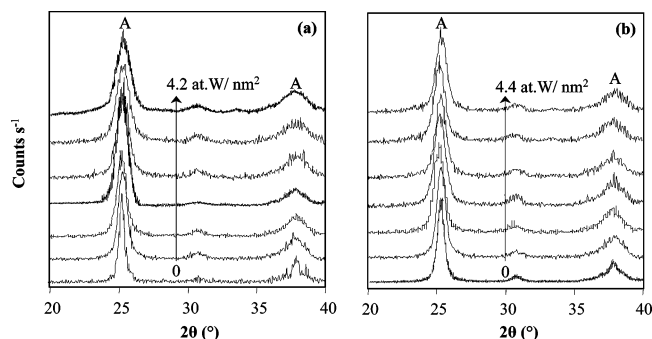 A
(a)
4.2 at.W/ nm²
A
0
20 25 30 35 40
2θ (°)
Counts s⁻¹
A
(b)
4.4 at.W/ nm²
A
0
20 25 30 35 40
2θ (°)